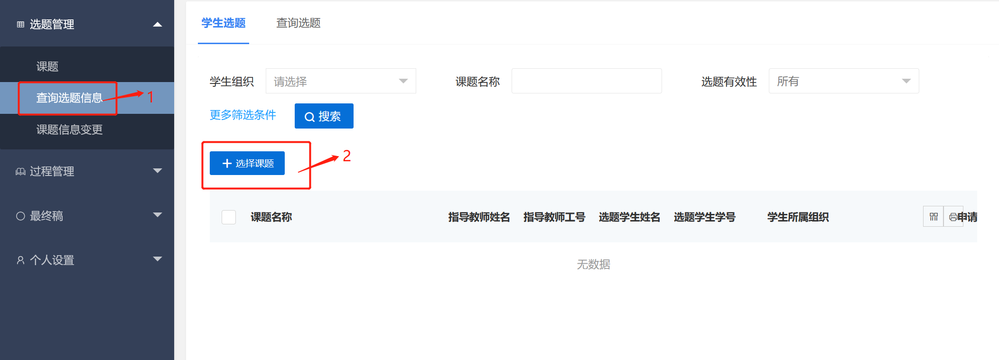 选题管理
课题
查询选题信息
1
课题信息变更
过程管理
最终稿
个人设置
学生选题 查询选题
学生组织 请选择 课题名称 选题有效性 所有
更多筛选条件 搜索
选择课题
2
课题名称 指导教师姓名 指导教师工号 选题学生姓名 选题学生学号 学生所属组织 申请
无数据